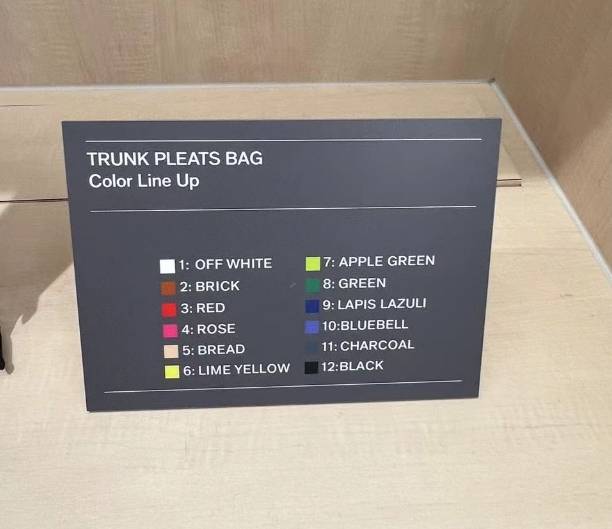 TRUNK PLEATS BAG
Color Line Up
1: OFF WHITE
2: BRICK
3: RED
4: ROSE
5: BREAD
6: LIME YELLOW
7: APPLE GREEN
8: GREEN
9: LAPIS LAZULI
10:BLUEBELL
11: CHARCOAL
12:BLACK